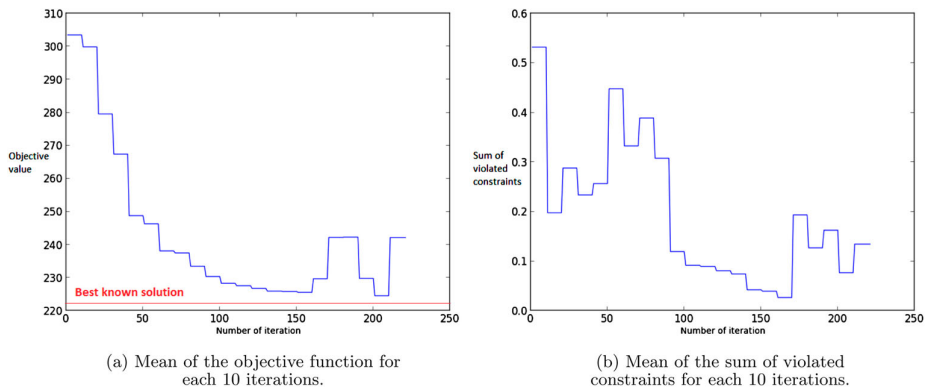 310
300
290
280
270
260
250
240
230
220
Objective
value
Best known solution
0
50
100
150
200
250
Number of iteration
(a) Mean of the objective function for
each 10 iterations.
0.6
0.5
0.4
0.3
0.2
0.1
0.0
Sum of
violated
constraints
0
50
100
150
200
250
Number of iteration
(b) Mean of the sum of violated
constraints for each 10 iterations.